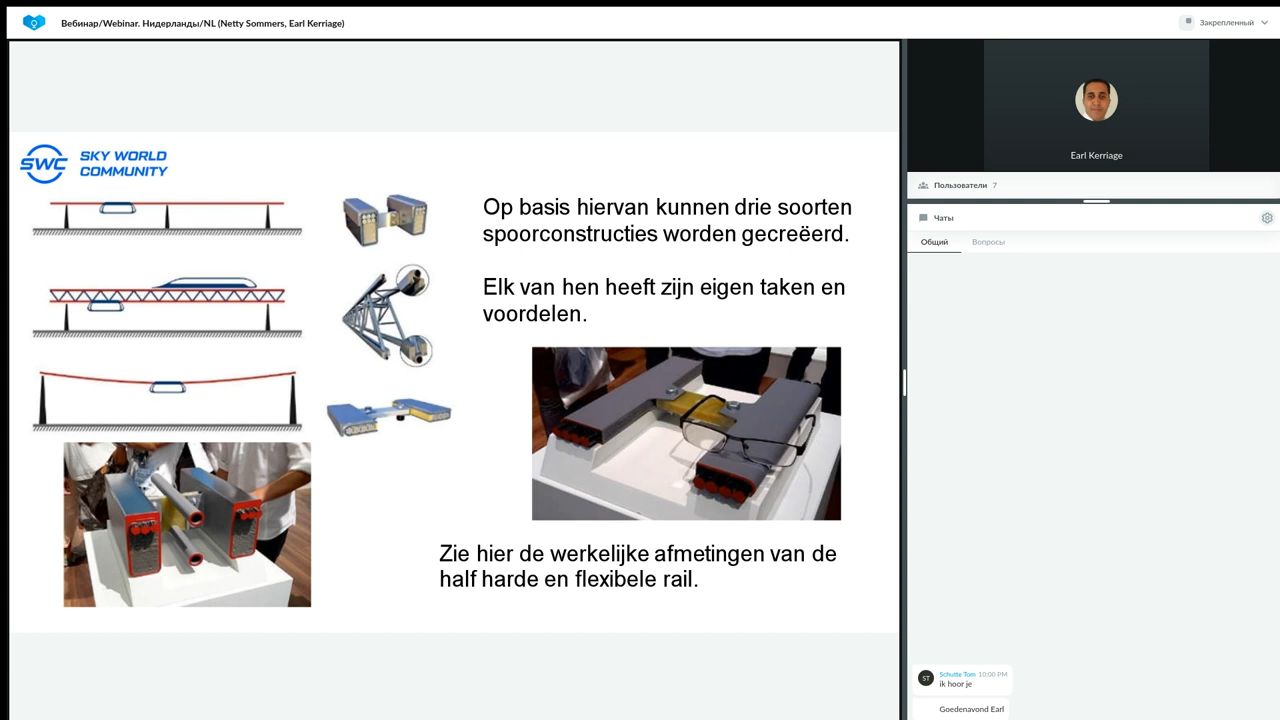 Вебинар/Webinar. Нидерланды/NL (Netty Sommers, Earl Kerriage)
Закрепленный
SWC SKY WORLD
COMMUNITY
Op basis hiervan kunnen drie soorten
spoorconstructies worden gecreëerd.
Elk van hen heeft zijn eigen taken en
voordelen.
Zie hier de werkelijke afmetingen van de
half harde en flexibele rail.
Earl Kerriage
Пользователи 7
Чаты
Общий Вопросы
ST Schutte Tom 10:00 PM
ik hoor je
Goedenavond Earl